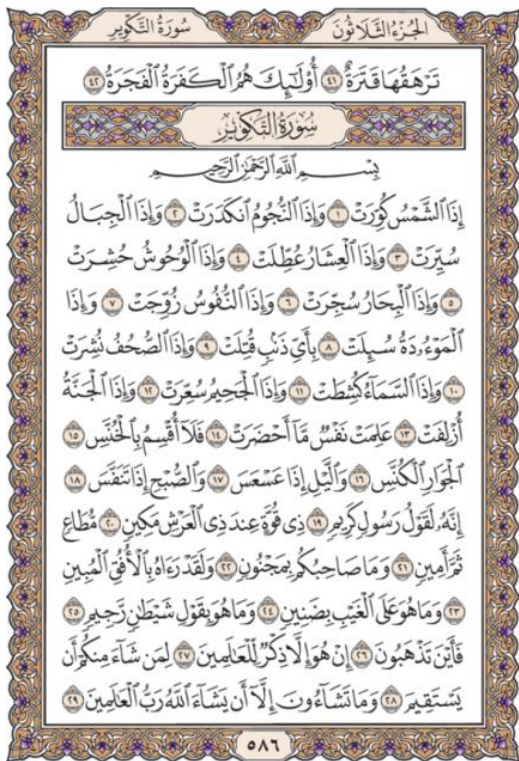 الجُزْءُ الثَّلَاثُونَ سُورَةُ التَّكْوِيرِ
تَرْهَقُهَا قَتَرَةٌ ٤١ أُوْلَٰٓئِكَ هُمُ ٱلْكَفَرَةُ ٱلْفَجَرَةُ ٤٢
سُورَةُ التَّكْوِيرِ
بِسْمِ ٱللَّهِ ٱلرَّحْمَٰنِ ٱلرَّحِيمِ
إِذَا ٱلشَّمْسُ كُوِّرَتْ ١ وَإِذَا ٱلنُّجُومُ ٱنكَدَرَتْ ٢ وَإِذَا ٱلْجِبَالُ
سُيِّرَتْ ٣ وَإِذَا ٱلْعِشَارُ عُطِّلَتْ ٤ وَإِذَا ٱلْوُحُوشُ حُشِرَتْ
٥ وَإِذَا ٱلْبِحَارُ سُجِّرَتْ ٦ وَإِذَا ٱلنُّفُوسُ زُوِّجَتْ ٧ وَإِذَا
ٱلْمَوْءُۥدَةُ سُئِلَتْ ٨ بِأَيِّ ذَنۢبٍ قُتِلَتْ ٩ وَإِذَا ٱلصُّحُفُ نُشِرَتْ
١٠ وَإِذَا ٱلسَّمَآءُ كُشِطَتْ ١١ وَإِذَا ٱلْجَحِيمُ سُعِّرَتْ ١٢ وَإِذَا ٱلْجَنَّةُ
أُزْلِفَتْ ١٣ عَلِمَتْ نَفْسٌ مَّآ أَحْضَرَتْ ١٤ فَلَآ أُقْسِمُ بِٱلْخُنَّسِ ١٥
ٱلْجَوَارِ ٱلْكُنَّسِ ١٦ وَٱلَّيْلِ إِذَا عَسْعَسَ ١٧ وَٱلصُّبْحِ إِذَا تَنَفَّسَ ١٨
إِنَّهُۥ لَقَوْلُ رَسُولٍ كَرِيمٍ ١٩ ذِى قُوَّةٍ عِندَ ذِى ٱلْعَرْشِ مَكِينٍ ٢٠ مُّطَاعٍ
ثَمَّ أَمِينٍ ٢١ وَمَا صَاحِبُكُم بِمَجْنُونٍ ٢٢ وَلَقَدْ رَءَاهُ بِٱلْأُفُقِ ٱلْمُبِينِ
٢٣ وَمَا هُوَ عَلَى ٱلْغَيْبِ بِضَنِينٍ ٢٤ وَمَا هُوَ بِقَوْلِ شَيْطَٰنٍ رَّجِيمٍ ٢٥
فَأَيْنَ تَذْهَبُونَ ٢٦ إِنْ هُوَ إِلَّا ذِكْرٌ لِّلْعَٰلَمِينَ ٢٧ لِمَن شَآءَ مِنكُمْ أَن
يَسْتَقِيمَ ٢٨ وَمَا تَشَآءُونَ إِلَّآ أَن يَشَآءَ ٱللَّهُ رَبُّ ٱلْعَٰلَمِينَ ٢٩
٥٨٦